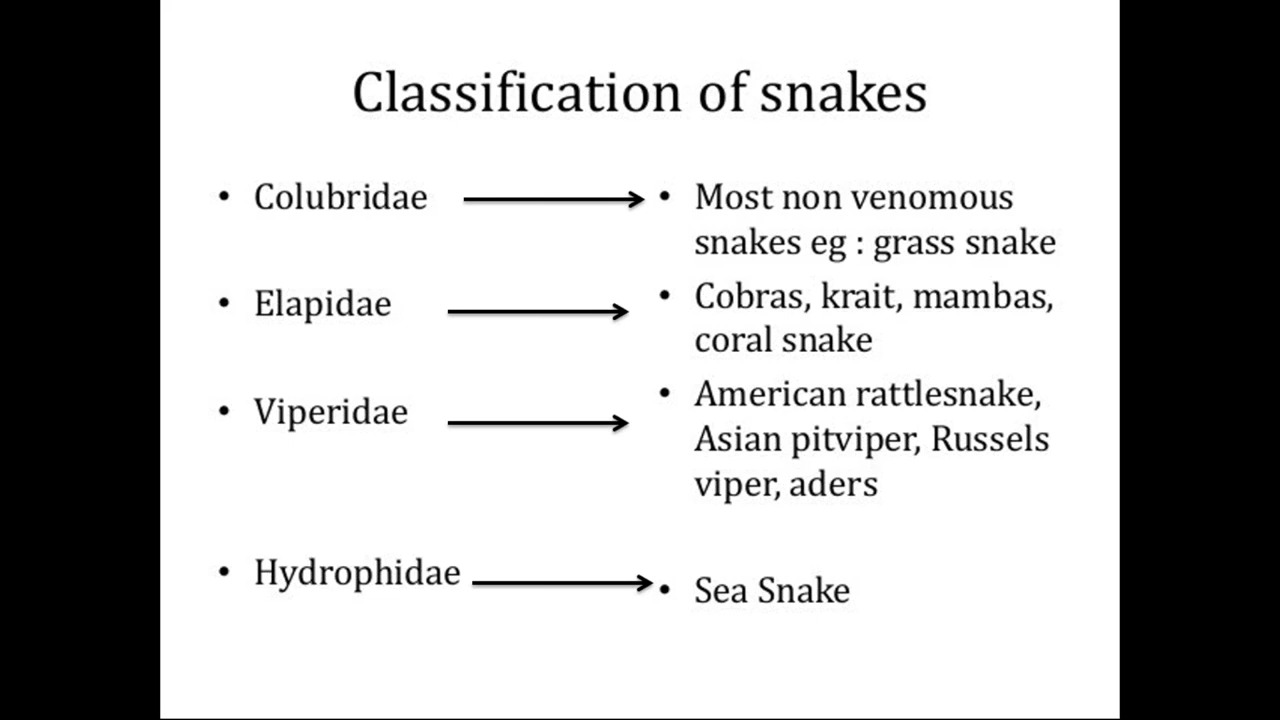 Classification of snakes
• Colubridae
• Most non venomous
snakes eg : grass snake
• Elapidae
• Cobras, krait, mambas,
coral snake
• Viperidae
• American rattlesnake,
Asian pitviper, Russels
viper, aders
• Hydrophidae
• Sea Snake